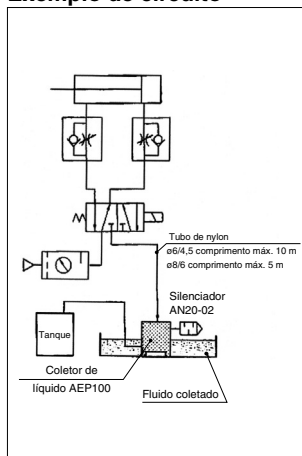 Exemplo de circuito
Tubo de nylon
ø6/4,5 comprimento máx. 10 m
ø8/6 comprimento máx. 5 m
Silenciador
AN20-02
Tanque
Coletor de
líquido AEP100
Fluido coletado